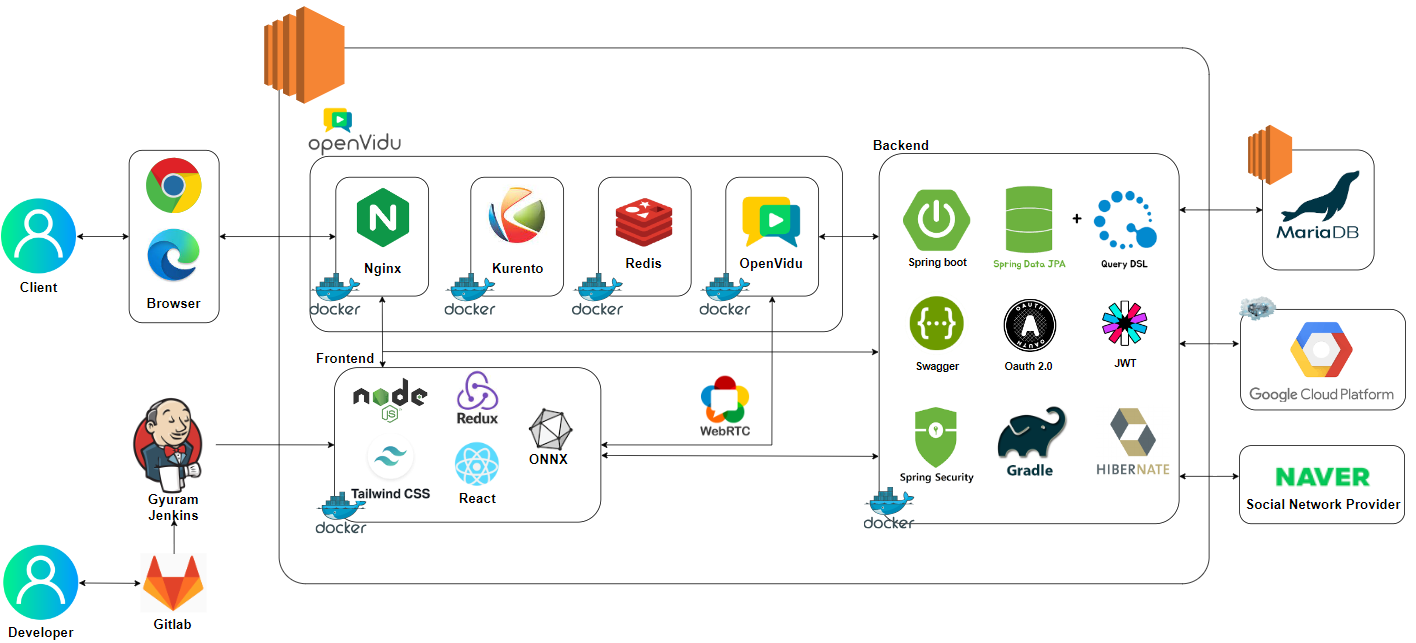 openVidu
Backend
Nginx
Kurento
Redis
OpenVidu
docker
docker
docker
docker
Client
Browser
Spring boot
Spring Data JPA
+
Query DSL
MariaDB
Swagger
OAUTH
A
OAUTH
Oauth 2.0
JWT
Google Cloud Platform
Frontend
node
JS
Redux
Tailwind CSS
React
ONNX
docker
WebRTC
Spring Security
Gradle
HIBERNATE
docker
NAVER
Social Network Provider
Gyuram
Jenkins
Gitlab
Developer